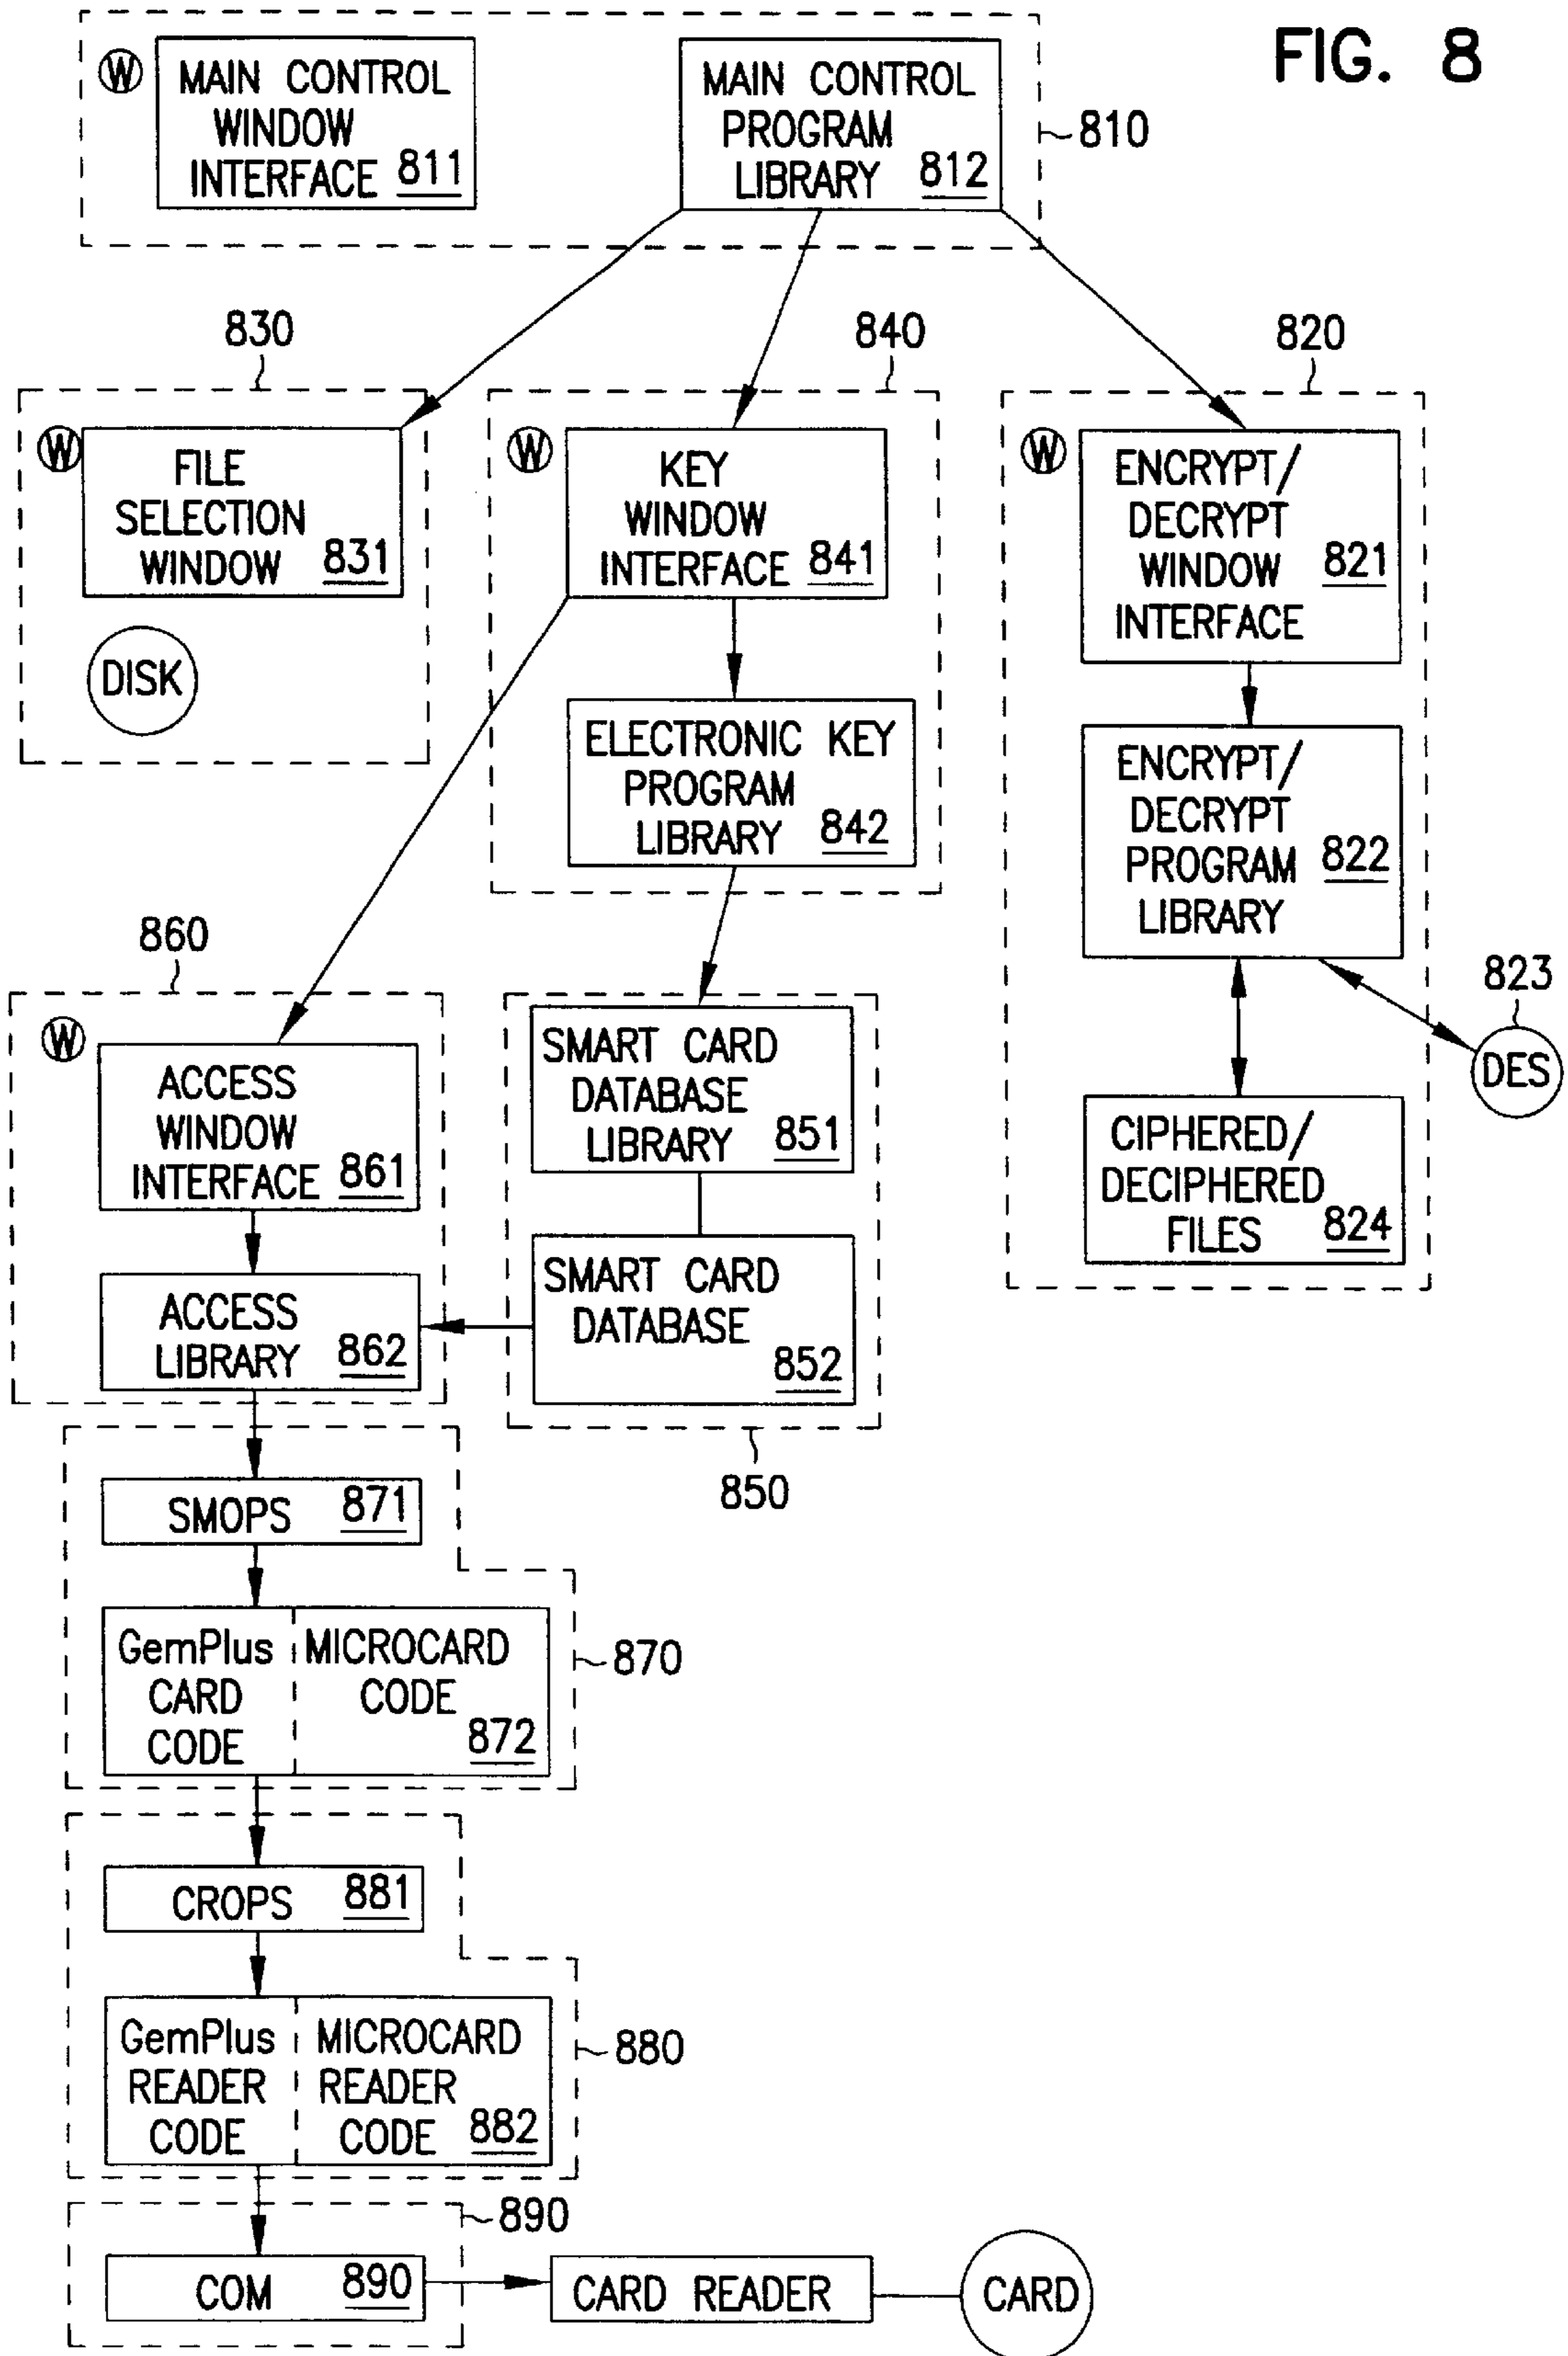 FIG. 8
W
MAIN CONTROL
WINDOW
INTERFACE 811
MAIN CONTROL
PROGRAM
LIBRARY 812
810
830
W
FILE
SELECTION
WINDOW 831
DISK
840
W
KEY
WINDOW
INTERFACE 841
ELECTRONIC KEY
PROGRAM
LIBRARY 842
820
W
ENCRYPT/
DECRYPT
WINDOW 821
INTERFACE
ENCRYPT/
DECRYPT
PROGRAM 822
LIBRARY
823
DES
CIPHERED/
DECIPHERED
FILES 824
860
W
ACCESS
WINDOW
INTERFACE 861
ACCESS
LIBRARY 862
SMART CARD
DATABASE
LIBRARY 851
SMART CARD
DATABASE
852
850
SMOPS 871
GemPlus
CARD
CODE
MICROCARD
CODE
872
870
CROPS 881
GemPlus
READER
CODE
MICROCARD
READER
CODE 882
880
890
COM 890
CARD READER
CARD